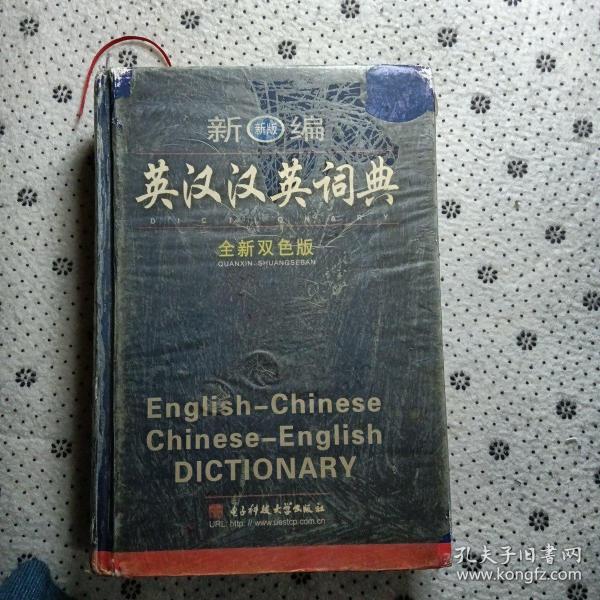 新 新版 编
英汉汉英词典
DICTIONARY
全新双色版
QUANXIN SHUANGSEBAN
English-Chinese
Chinese-English
DICTIONARY
电子科技大学出版社
URL: http: // www.uestcp.com.cn
孔夫子旧书网
www.kongfz.com